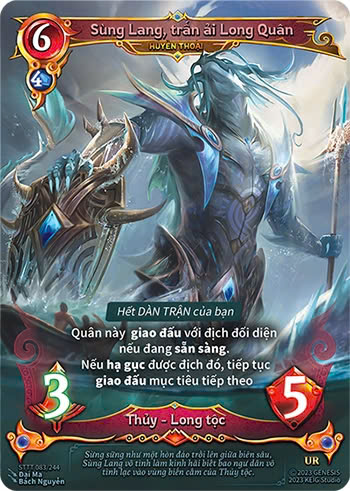 6
Sùng Lang, trấn ải Long Quân
HUYỀN THOẠI
4
Hết DÀN TRẬN của bạn
Quân này giao đấu với địch đối diện
nếu đang sẵn sàng.
Nếu hạ gục được địch đó, tiếp tục
giao đấu mục tiêu tiếp theo
3
5
Thủy - Long tộc
STTT 083/244
Đại Ma
Bách Nguyễn
Sừng sững như một hòn đảo trồi lên giữa biển sâu,
Sùng Lang vô tình làm kinh hãi biết bao ngư dân vô
tình lạc vào vùng biên cấm của Thủy tộc.
UR
© 2023 GENESIS
2023 KEIG Studio